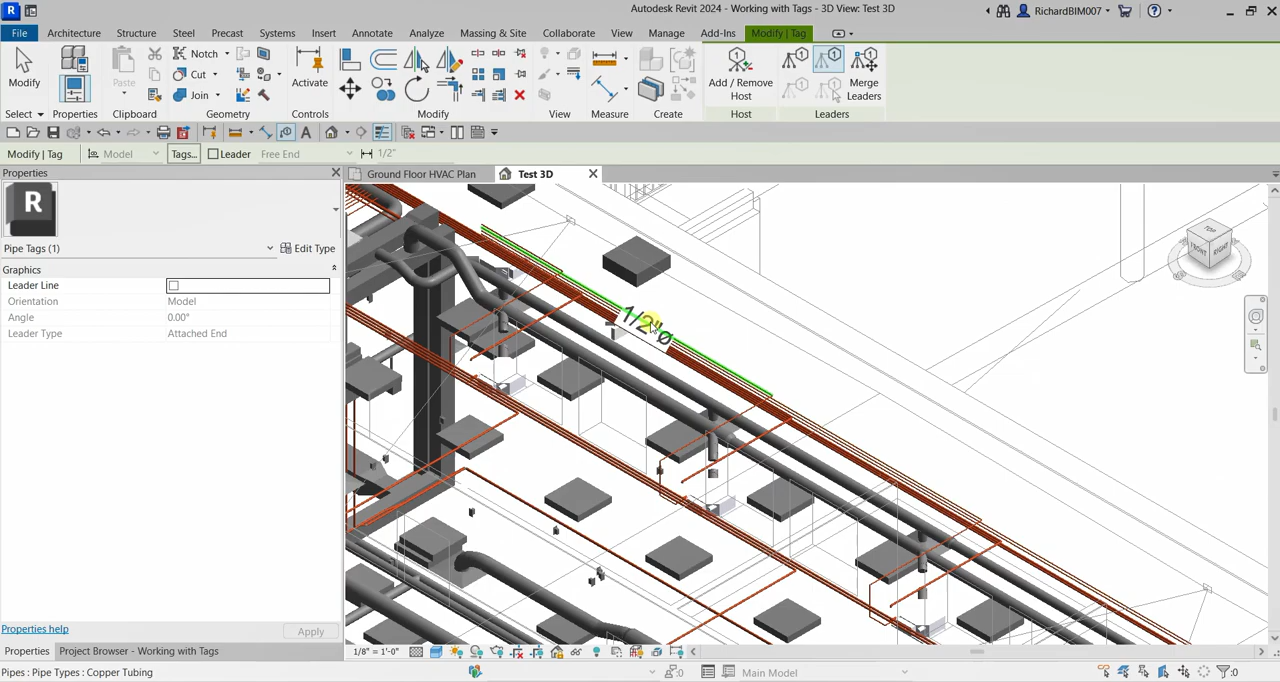 R
Autodesk Revit 2024 - Working with Tags - 3D View: Test 3D
RichardBIM007
File
Architecture
Structure
Steel
Precast
Systems
Insert
Annotate
Analyze
Massing & Site
Collaborate
View
Manage
Add-Ins
Modify | Tag
Modify
Paste
Notch
Cut
Join
Activate
Add / Remove
Host
Merge
Leaders
Select
Properties
Clipboard
Geometry
Controls
Modify
View
Measure
Create
Host
Leaders
Modify | Tag
Model
Tags...
Leader
Free End
1/2"
Properties
Ground Floor HVAC Plan
Test 3D
R
Pipe Tags (1)
Edit Type
Graphics
Leader Line
Orientation
Model
Angle
0.00°
Leader Type
Attached End
1/2"ø
TOP
FRONT
RIGHT
Properties help
Apply
Properties
Project Browser - Working with Tags
1/8" = 1'-0"
Pipes : Pipe Types : Copper Tubing
:0
Main Model
:0